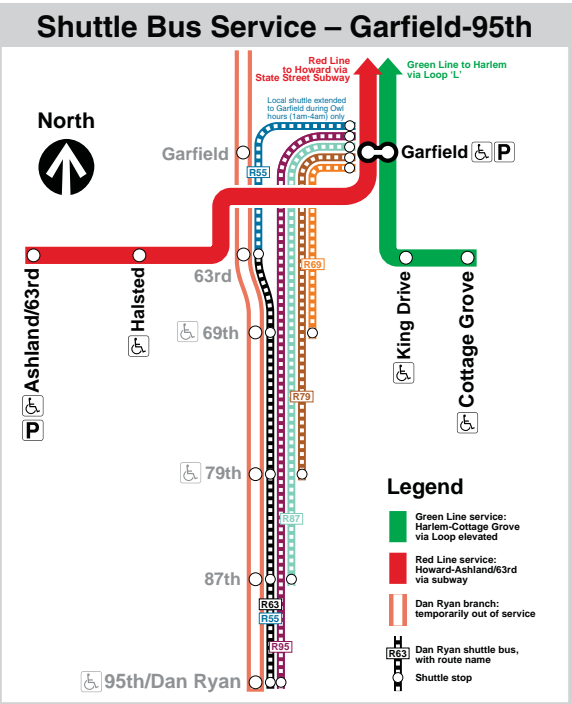 Shuttle Bus Service – Garfield-95th
Red Line
to Howard via
State Street Subway
Green Line to Harlem
via Loop ‘L’
Local shuttle extended
to Garfield during Owl
hours (1am-4am) only
North
Garfield
Garfield
P
R55
63rd
R69
Ashland/63rd
P
Halsted
King Drive
Cottage Grove
69th
R79
79th
R87
87th
R63
R55
R95
95th/Dan Ryan
Legend
Green Line service:
Harlem-Cottage Grove
via Loop elevated
Red Line service:
Howard-Ashland/63rd
via subway
Dan Ryan branch:
temporarily out of service
R63
Dan Ryan shuttle bus,
with route name
Shuttle stop